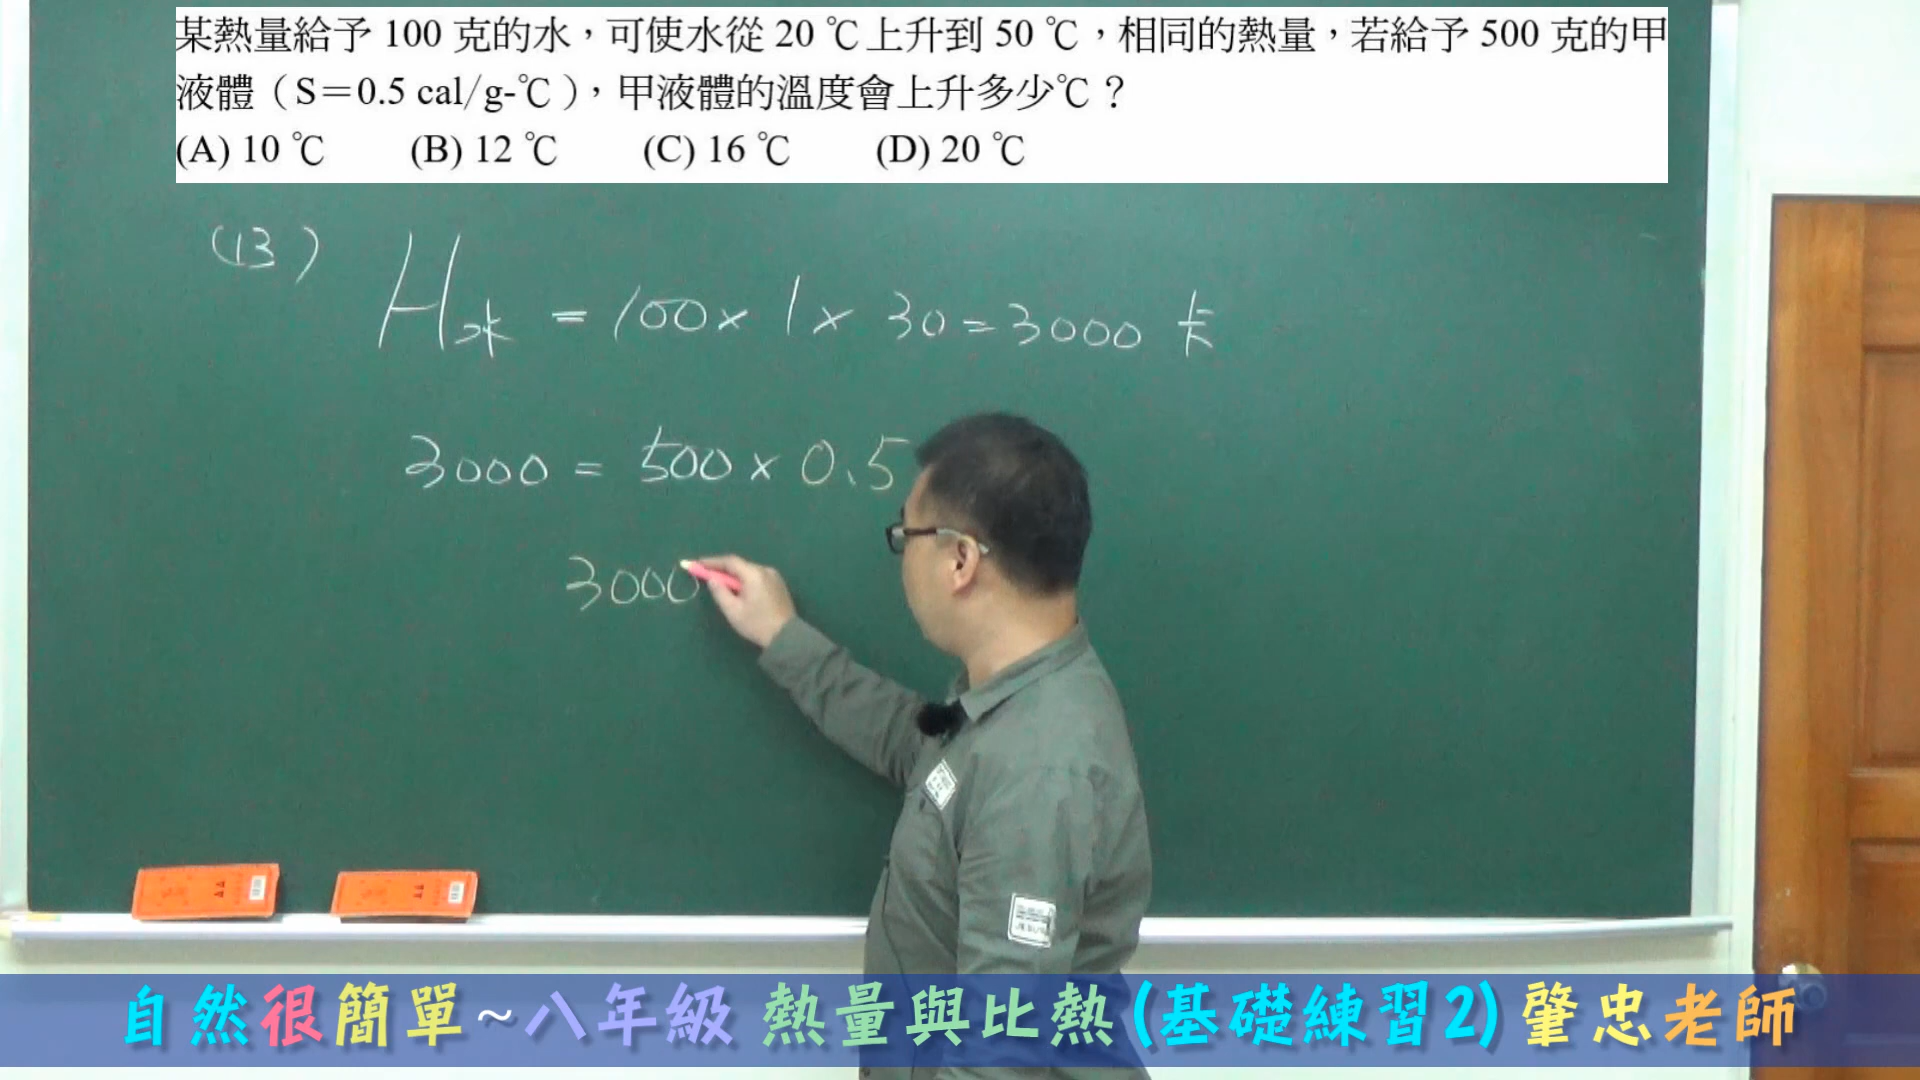 某熱量給予 100 克的水，可使水從 20 ℃上升到 50 ℃，相同的熱量，若給予 500 克的甲
液體（S＝0.5 cal/g-℃），甲液體的溫度會上升多少℃？
(A) 10 ℃ (B) 12 ℃ (C) 16 ℃ (D) 20 ℃
(13) H水 = 100 × 1 × 30 = 3000 卡
3000 = 500 × 0.5
3000
自然很簡單~八年級 熱量與比熱(基礎練習2) 肇忠老師